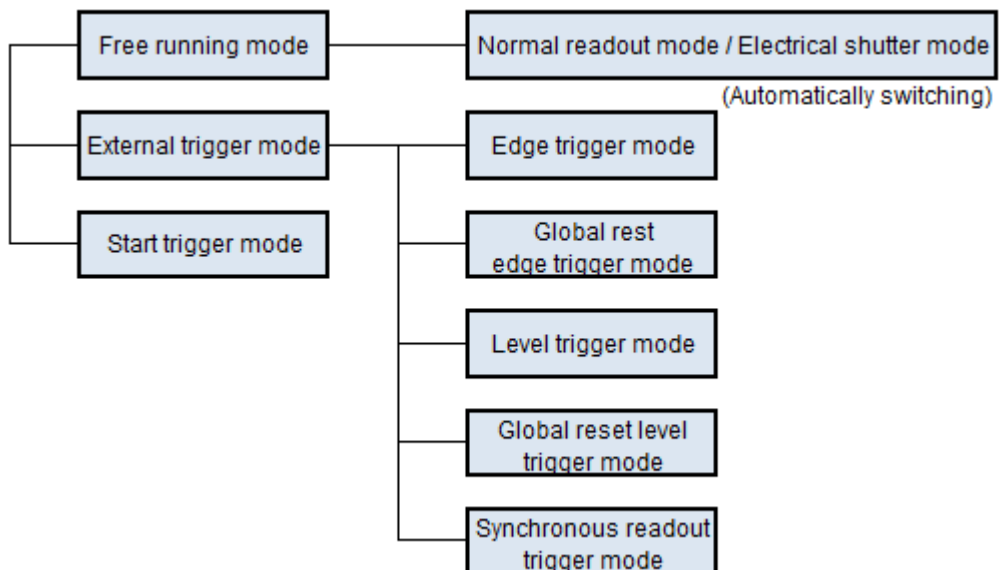 Free running mode
Normal readout mode / Electrical shutter mode
(Automatically switching)
External trigger mode
Edge trigger mode
Start trigger mode
Global rest
edge trigger mode
Level trigger mode
Global reset level
trigger mode
Synchronous readout
trigger mode